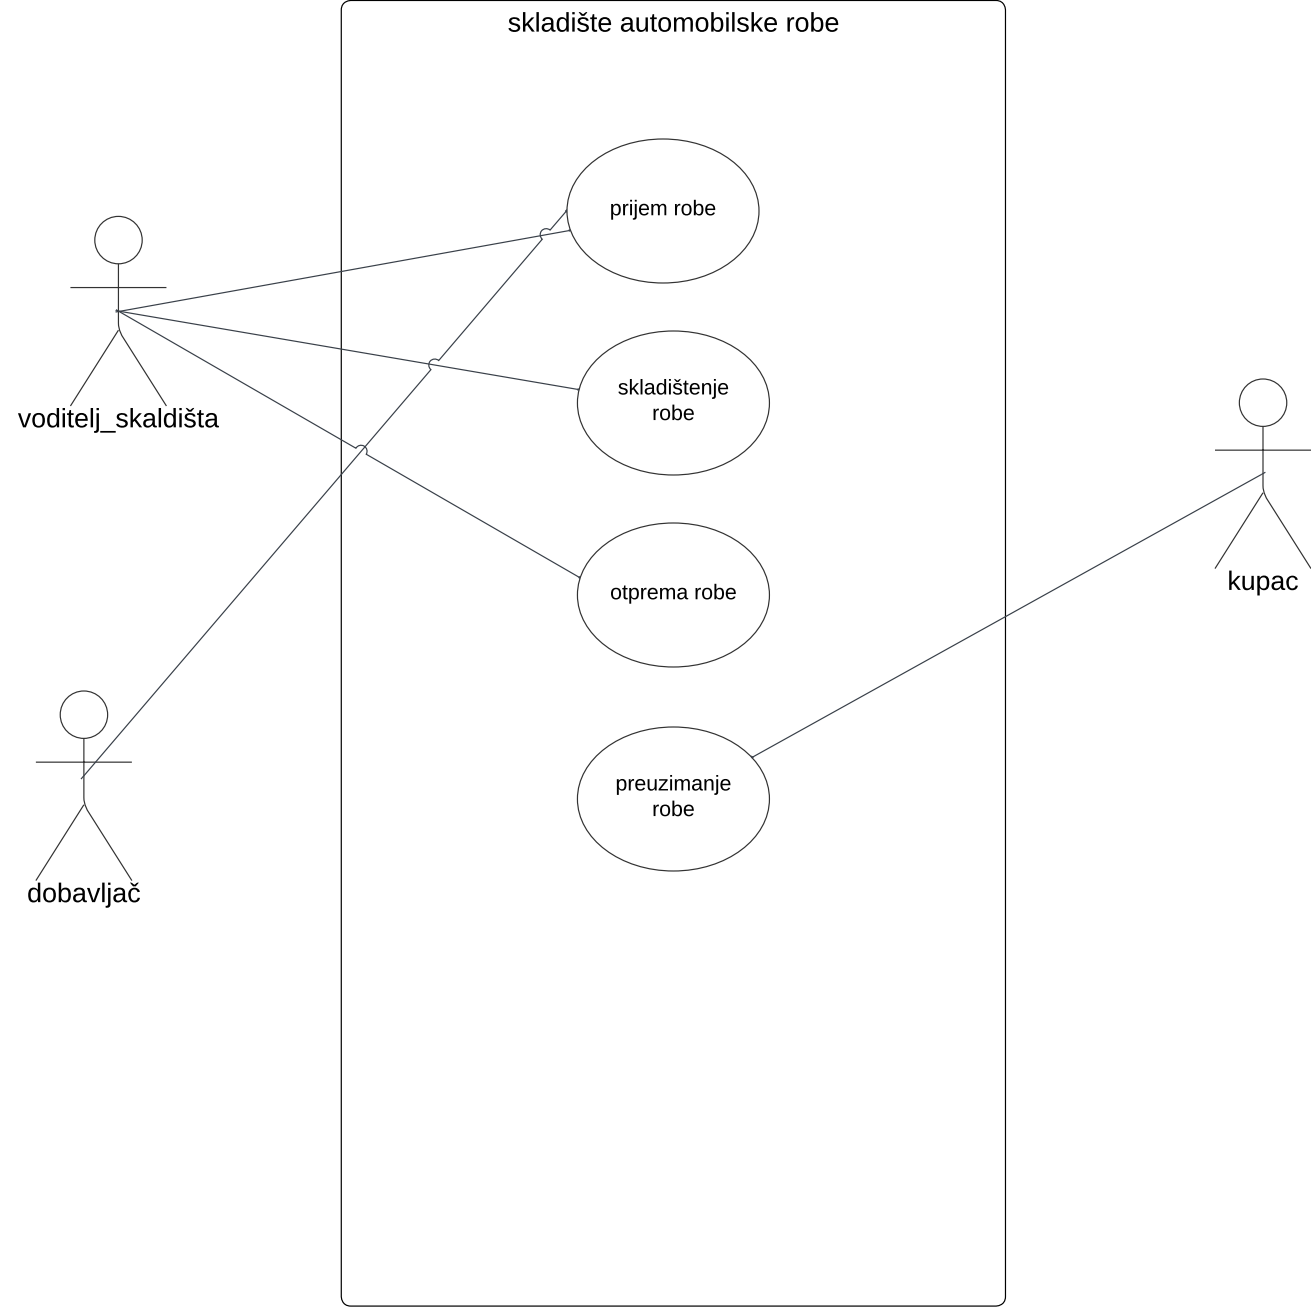 skladište automobilske robe
prijem robe
voditelj_skaldišta
skladištenje
robe
otprema robe
kupac
preuzimanje
robe
dobavljač